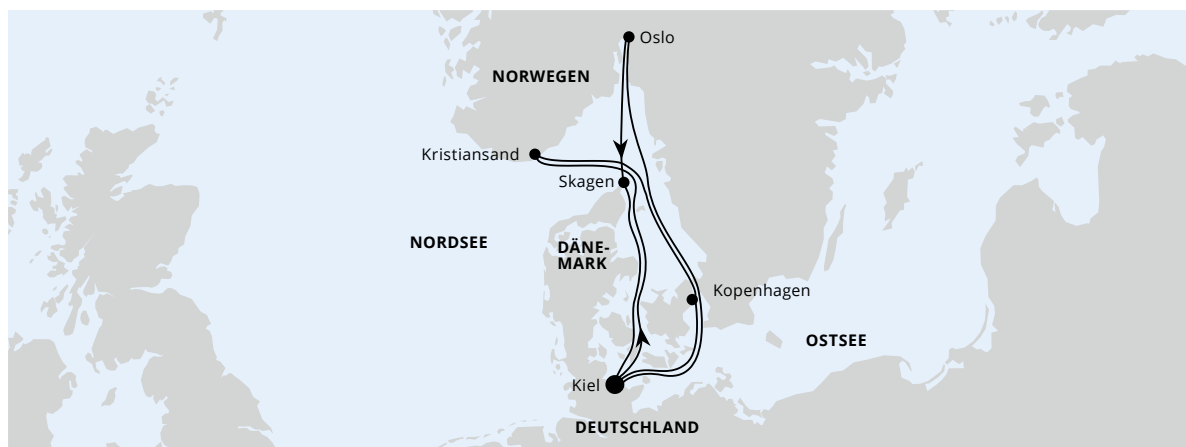 Oslo
NORWEGEN
Kristiansand
Skagen
NORDSEE
DÄNE-
MARK
Kopenhagen
OSTSEE
Kiel
DEUTSCHLAND